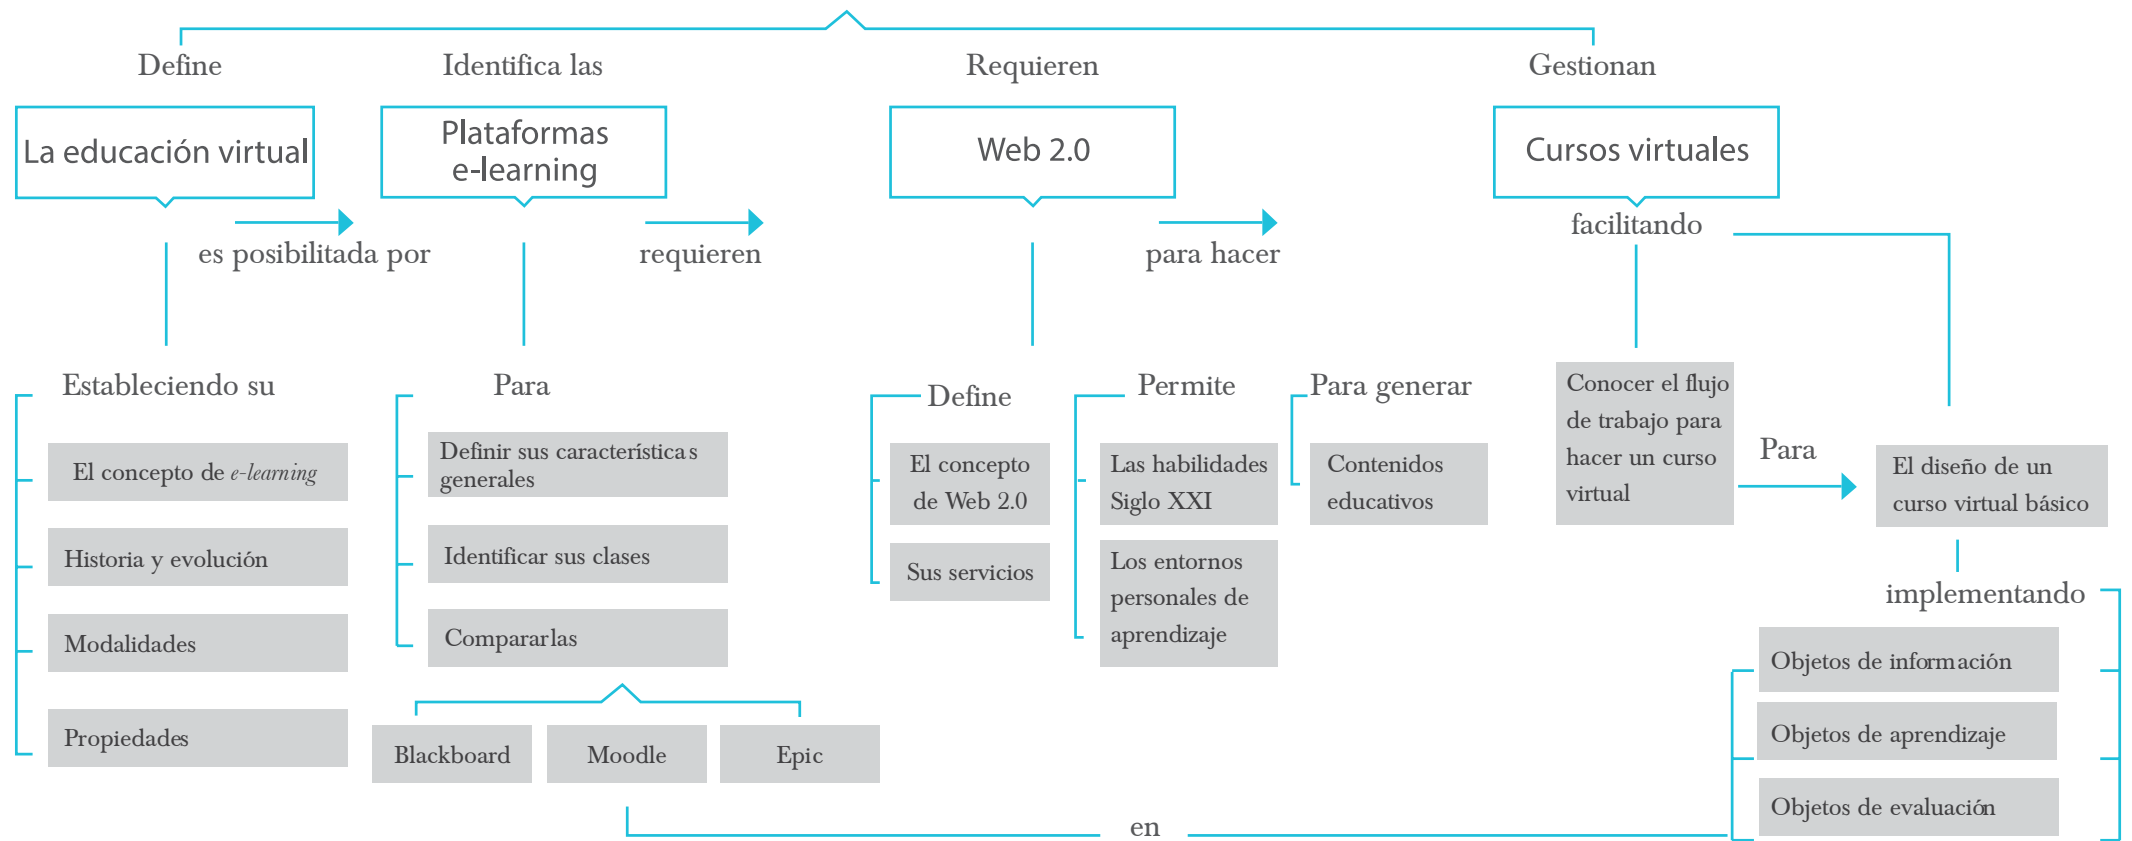 Define
Identifica las
Requieren
Gestionan
La educación virtual
Plataformas
e-learning
Web 2.0
Cursos virtuales
es posibilitada por
requieren
para hacer
facilitando
Estableciendo su
El concepto de e-learning
Historia y evolución
Modalidades
Propiedades
Para
Definir sus características
generales
Identificar sus clases
Compararlas
Blackboard
Moodle
Epic
Define
El concepto
de Web 2.0
Sus servicios
Permite
Las habilidades
Siglo XXI
Los entornos
personales de
aprendizaje
Para generar
Contenidos
educativos
Conocer el flujo
de trabajo para
hacer un curso
virtual
Para
El diseño de un
curso virtual básico
implementando
Objetos de información
Objetos de aprendizaje
Objetos de evaluación
en